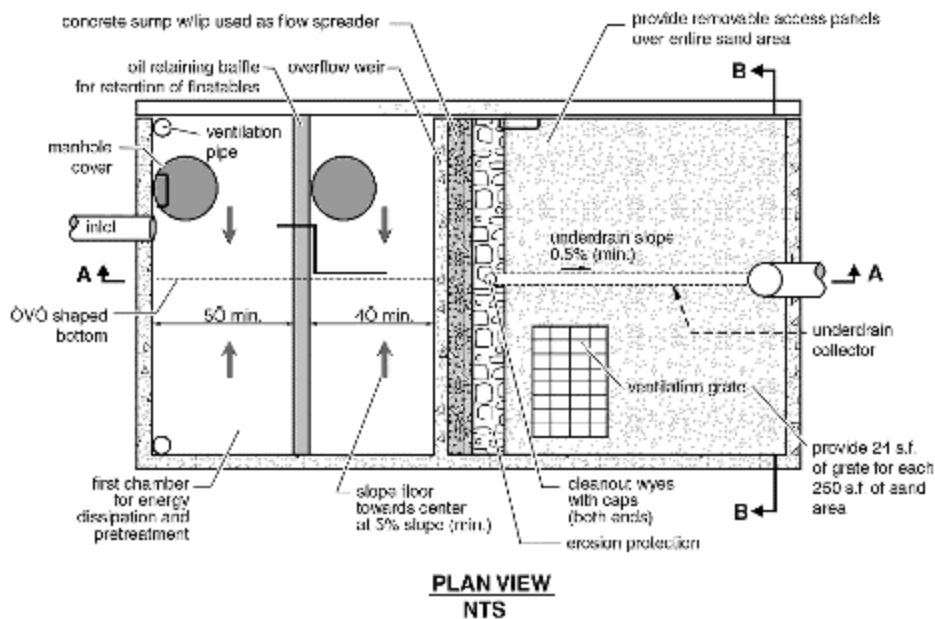 concrete sump w/lip used as flow spreader
provide removable access panels
over entire sand area
oil retaining baffle
for retention of floatables
overflow weir
B
ventilation
pipe
manhole
cover
inlet
underdrain slope
0.5% (min.)
A
A
ÒVÓ shaped
bottom
50 min.
40 min.
underdrain
collector
ventilation grate
provide 24 s.f.
of grate for each
250 s.f. of sand
area
first chamber
for energy
dissipation and
pretreatment
slope floor
towards center
at 5% slope (min.)
cleanout wyes
with caps
(both ends)
B
erosion protection
PLAN VIEW
NTS